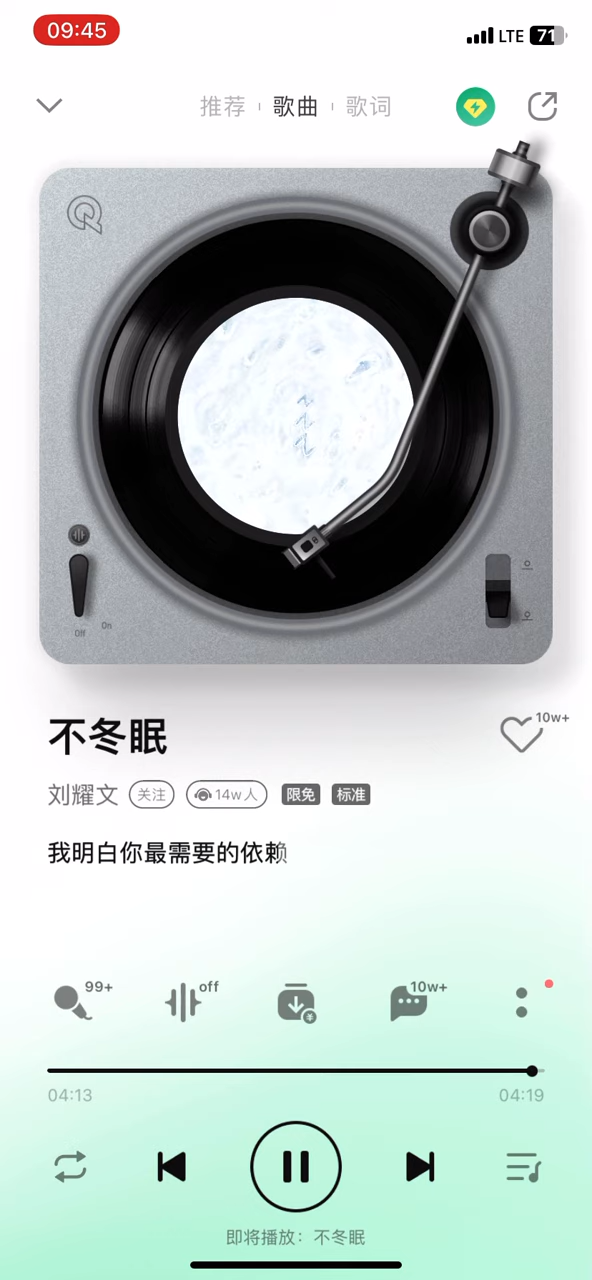 09:45
LTE 71
推荐 歌曲 歌词
Off On
不冬眠
10w+
刘耀文 关注 14w人 限免 标准
我明白你最需要的依赖
99+ off 10w+
04:13 04:19
即将播放：不冬眠